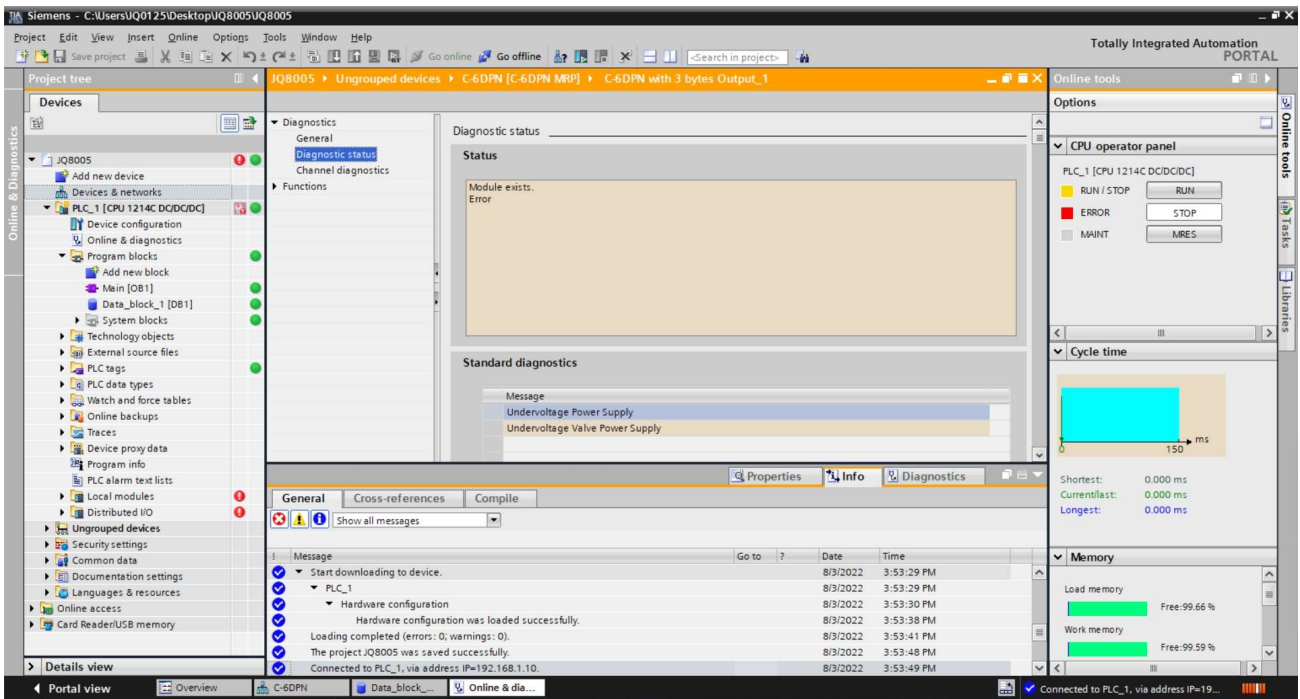 Siemens - C:\Users\JQ0125\Desktop\JQ8005\JQ8005
Project Edit View Insert Online Options Tools Window Help
Save project Go online Go offline <Search in project>
Totally Integrated Automation
PORTAL
Project tree
JQ8005 Ungrouped devices C-6DPN [C-6DPN MRP] C-6DPN with 3 bytes Output_1
Online tools
Devices
Online & Diagnostics
JQ8005
Add new device
Devices & networks
PLC_1 [CPU 1214C DC/DC/DC]
Device configuration
Online & diagnostics
Program blocks
Add new block
Main [OB1]
Data_block_1 [DB1]
System blocks
Technology objects
External source files
PLC tags
PLC data types
Watch and force tables
Online backups
Traces
Device proxy data
Program info
PLC alarm text lists
Local modules
Distributed I/O
Ungrouped devices
Security settings
Common data
Documentation settings
Languages & resources
Online access
Card Reader/USB memory
Details view
Diagnostics
General
Diagnostic status
Channel diagnostics
Functions
Diagnostic status
Status
Module exists.
Error
Standard diagnostics
Message
Undervoltage Power Supply
Undervoltage Valve Power Supply
Properties Info Diagnostics
General Cross-references Compile
Show all messages
! Message Go to ? Date Time
Start downloading to device. 8/3/2022 3:53:29 PM
PLC_1 8/3/2022 3:53:29 PM
Hardware configuration 8/3/2022 3:53:30 PM
Hardware configuration was loaded successfully. 8/3/2022 3:53:38 PM
Loading completed (errors: 0; warnings: 0). 8/3/2022 3:53:41 PM
The project JQ8005 was saved successfully. 8/3/2022 3:53:48 PM
Connected to PLC_1, via address IP=192.168.1.10. 8/3/2022 3:53:49 PM
Options
CPU operator panel
PLC_1 [CPU 1214C DC/DC/DC]
RUN / STOP RUN
ERROR STOP
MAINT MRES
Cycle time
ms
0 150
Shortest: 0.000 ms
Current/last: 0.000 ms
Longest: 0.000 ms
Memory
Load memory
Free:99.66 %
Work memory
Free:99.59 %
Online tools
Tasks
Libraries
Portal view Overview C-6DPN Data_block_... Online & dia... Connected to PLC_1, via address IP=19...